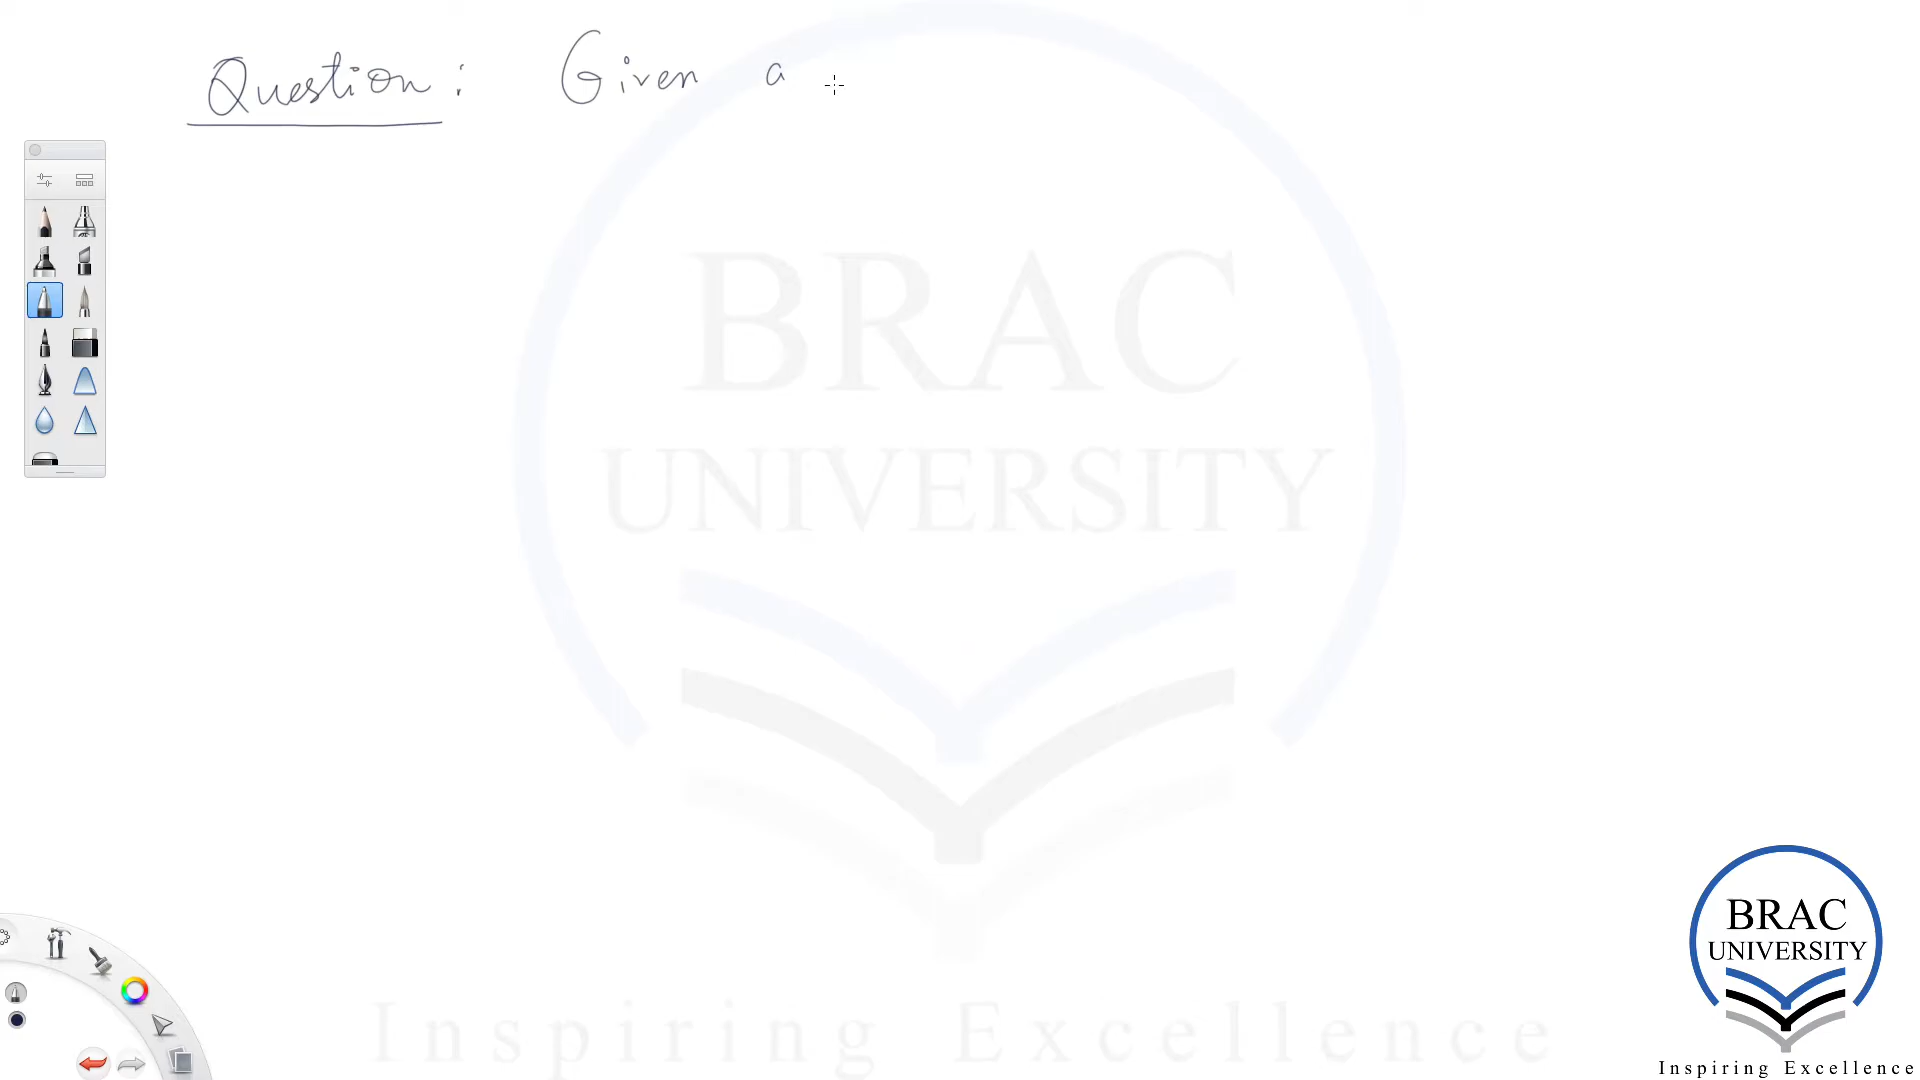 Question: Given a
BRAC
UNIVERSITY
Inspiring Excellence
BRAC
UNIVERSITY
Inspiring Excellence